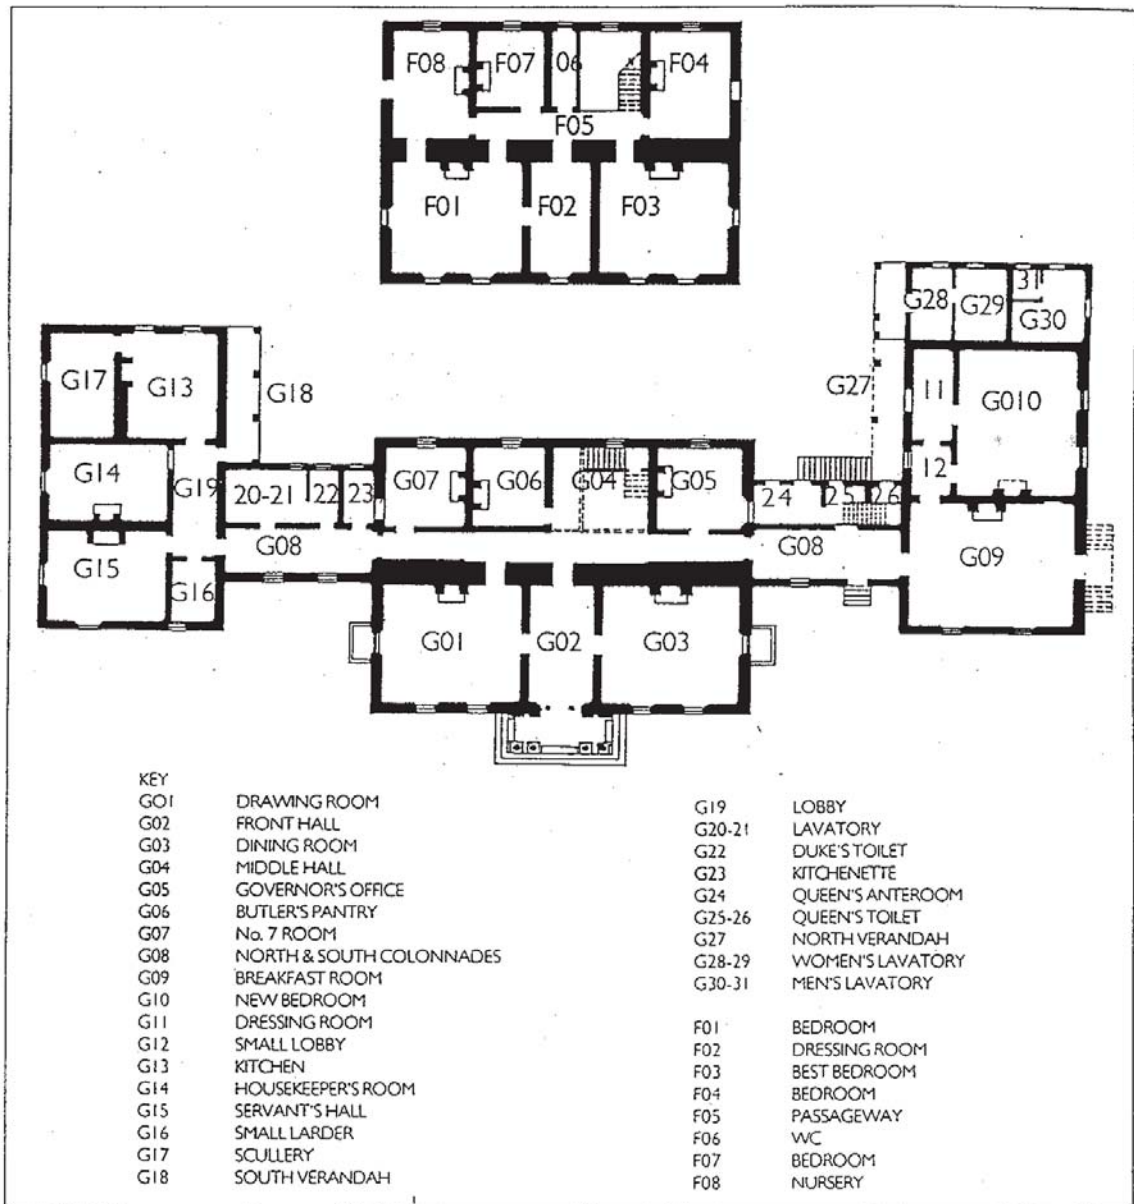 F08 F07 06 F04
F05
F01 F02 F03
G28 G29 31 G30
G17 G13 G18 G27 11 G010
G14 G19 20-21 22 23 G07 G06 G04 G05 24 25 26 12
G15 G16 G08 G08 G09
G01 G02 G03
KEY
GO1 DRAWING ROOM
G02 FRONT HALL
G03 DINING ROOM
G04 MIDDLE HALL
G05 GOVERNOR'S OFFICE
G06 BUTLER'S PANTRY
G07 No. 7 ROOM
G08 NORTH & SOUTH COLONNADES
G09 BREAKFAST ROOM
G10 NEW BEDROOM
G11 DRESSING ROOM
G12 SMALL LOBBY
G13 KITCHEN
G14 HOUSEKEEPER'S ROOM
G15 SERVANT'S HALL
G16 SMALL LARDER
G17 SCULLERY
G18 SOUTH VERANDAH
G19 LOBBY
G20-21 LAVATORY
G22 DUKE'S TOILET
G23 KITCHENETTE
G24 QUEEN'S ANTEROOM
G25-26 QUEEN'S TOILET
G27 NORTH VERANDAH
G28-29 WOMEN'S LAVATORY
G30-31 MEN'S LAVATORY
F01 BEDROOM
F02 DRESSING ROOM
F03 BEST BEDROOM
F04 BEDROOM
F05 PASSAGEWAY
F06 WC
F07 BEDROOM
F08 NURSERY